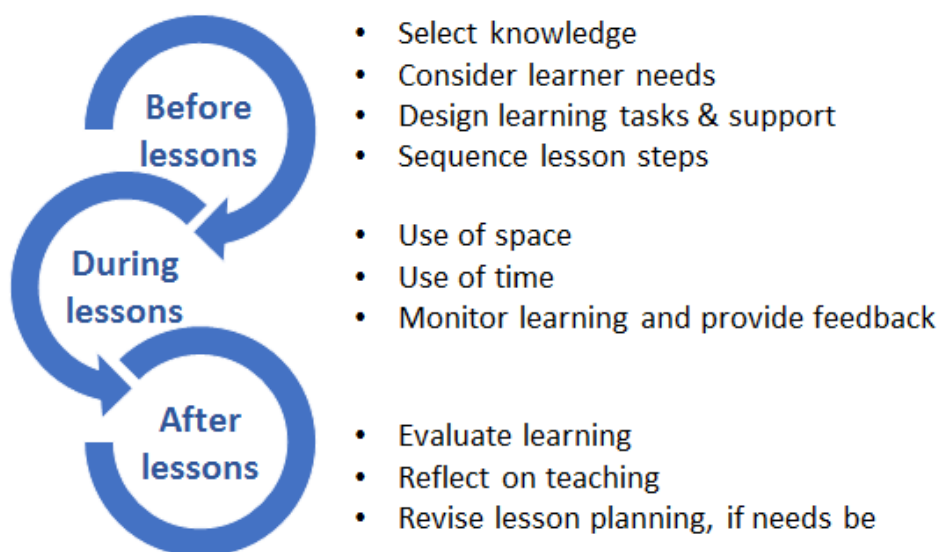 Before
lessons
• Select knowledge
• Consider learner needs
• Design learning tasks & support
• Sequence lesson steps
During
lessons
• Use of space
• Use of time
• Monitor learning and provide feedback
After
lessons
• Evaluate learning
• Reflect on teaching
• Revise lesson planning, if needs be